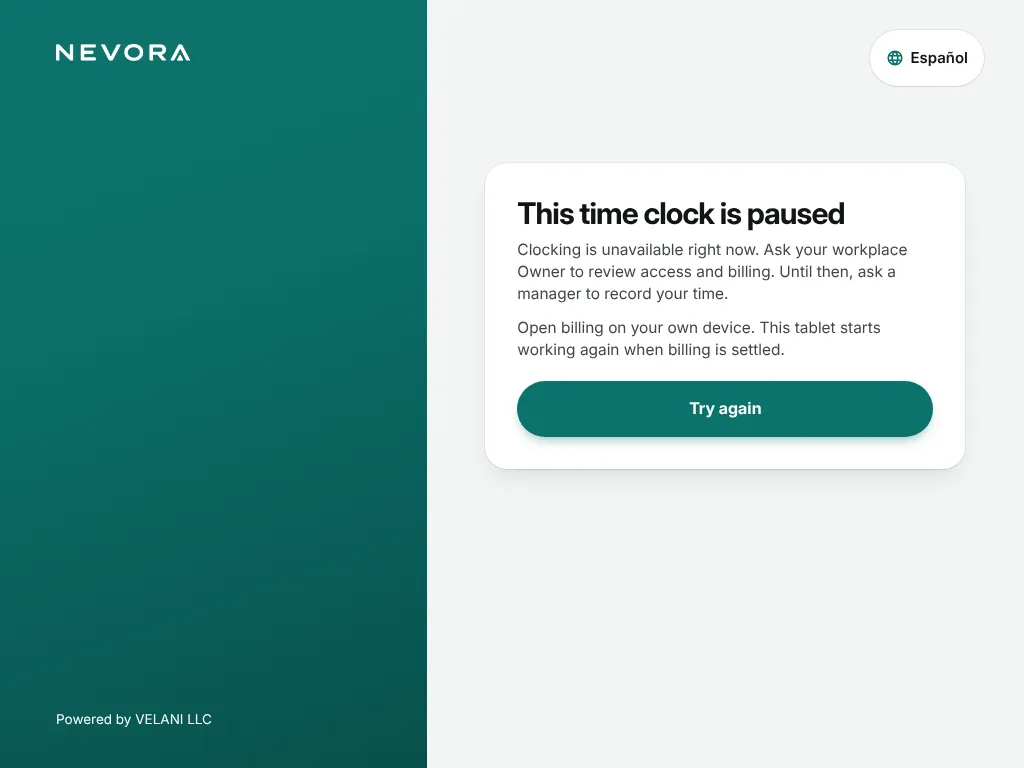 NEVORA
Español
This time clock is paused
Clocking is unavailable right now. Ask your workplace
Owner to review access and billing. Until then, ask a
manager to record your time.
Open billing on your own device. This tablet starts
working again when billing is settled.
Try again
Powered by VELANI LLC